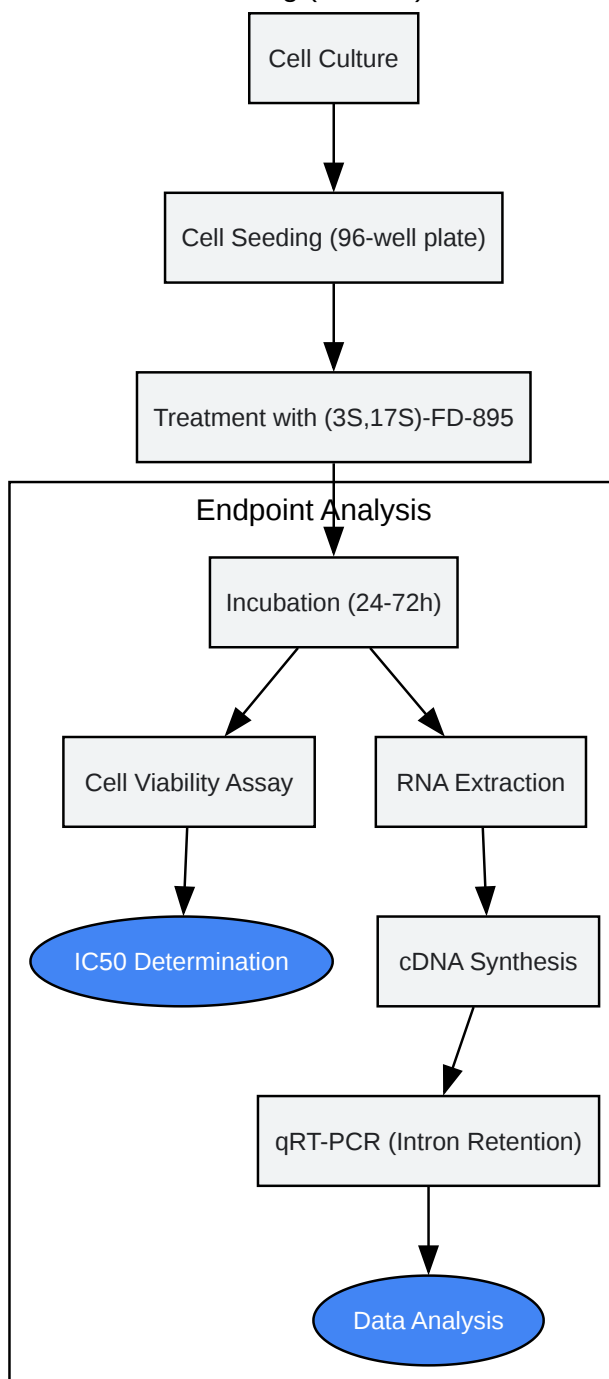 Cell Culture
Cell Seeding (96-well plate)
Treatment with (3S,17S)-FD-895
Endpoint Analysis
Incubation (24-72h)
Cell Viability Assay
RNA Extraction
IC50 Determination
cDNA Synthesis
qRT-PCR (Intron Retention)
Data Analysis